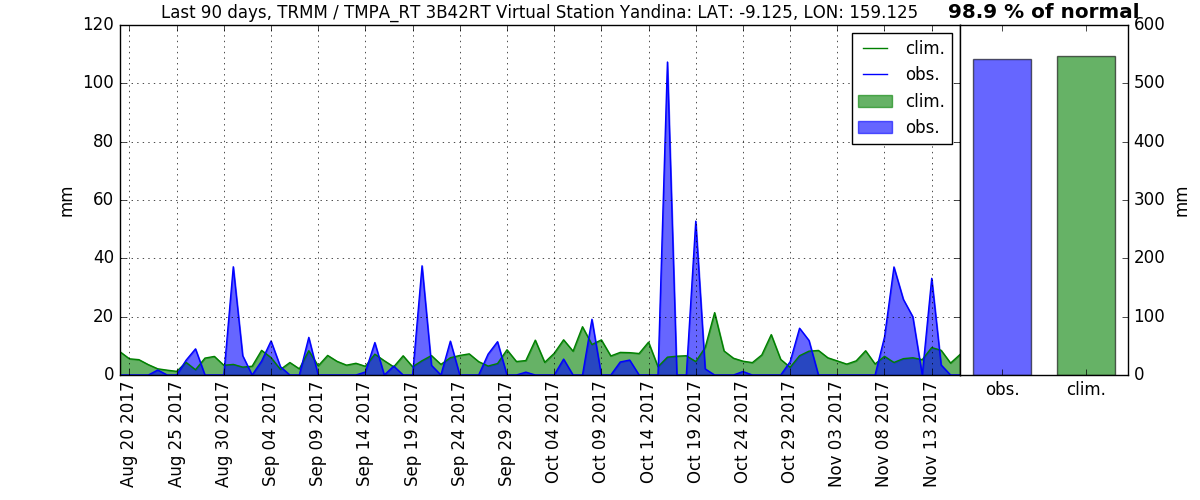 Last 90 days, TRMM / TMPA_RT 3B42RT Virtual Station Yandina: LAT: -9.125, LON: 159.125
98.9 % of normal
120
100
80
60
40
20
0
mm
clim.
obs.
clim.
obs.
600
500
400
300
200
100
0
mm
Aug 20 2017
Aug 25 2017
Aug 30 2017
Sep 04 2017
Sep 09 2017
Sep 14 2017
Sep 19 2017
Sep 24 2017
Sep 29 2017
Oct 04 2017
Oct 09 2017
Oct 14 2017
Oct 19 2017
Oct 24 2017
Oct 29 2017
Nov 03 2017
Nov 08 2017
Nov 13 2017
obs.
clim.